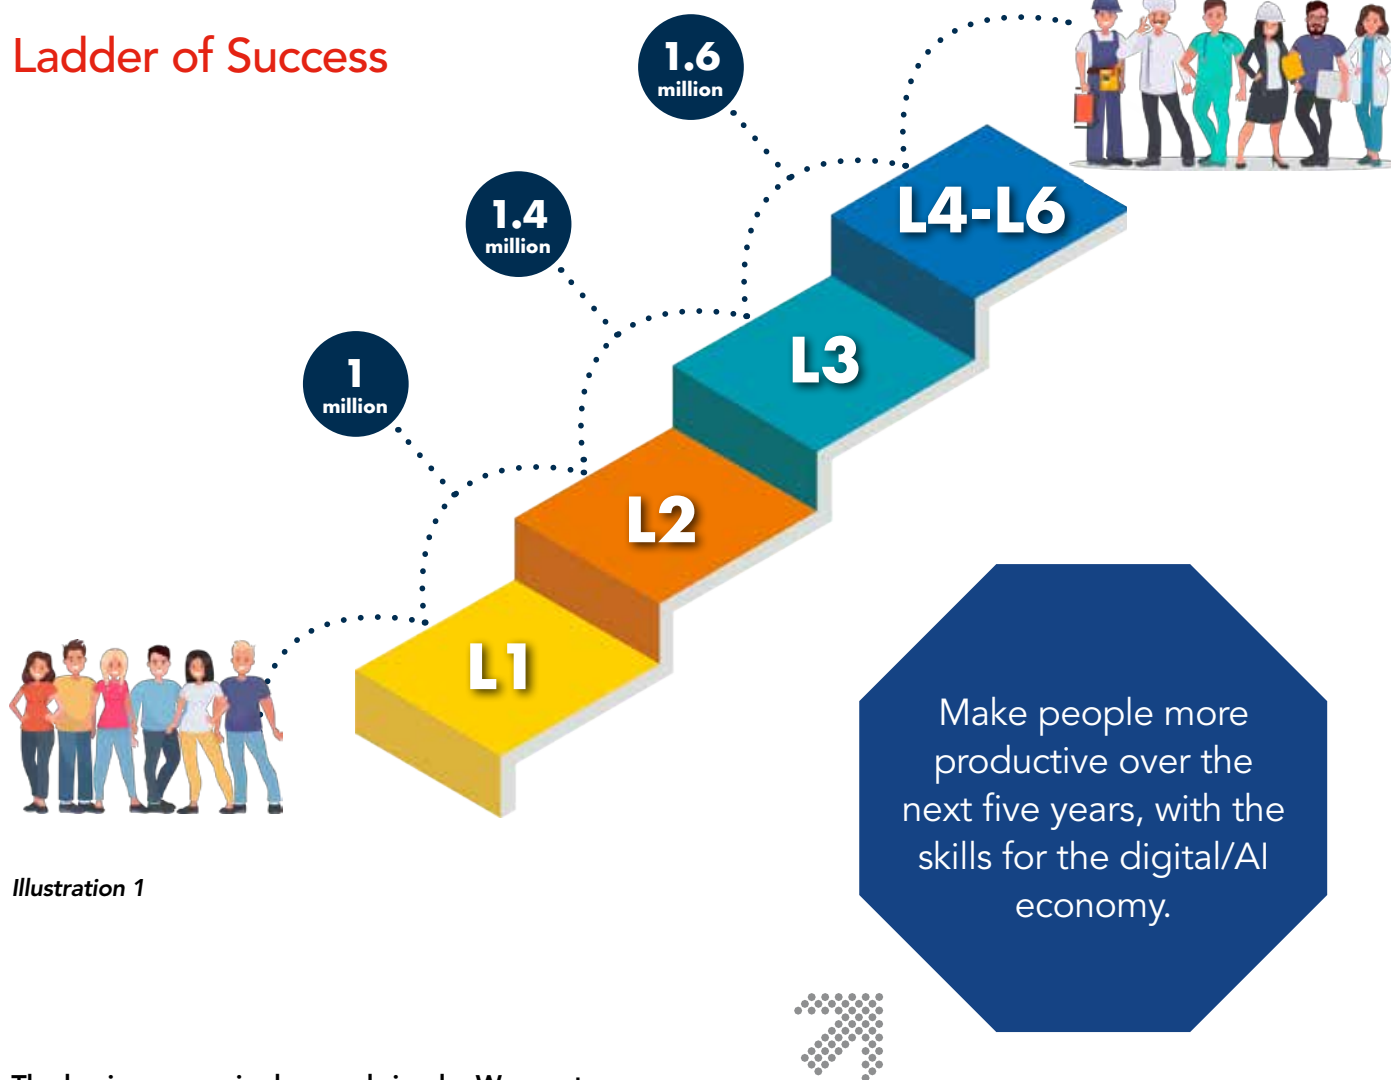 Ladder of Success
1.6
million
1.4
million
1
million
L4-L6
L3
L2
L1
Make people more
productive over the
next five years, with the
skills for the digital/AI
economy.
Illustration 1